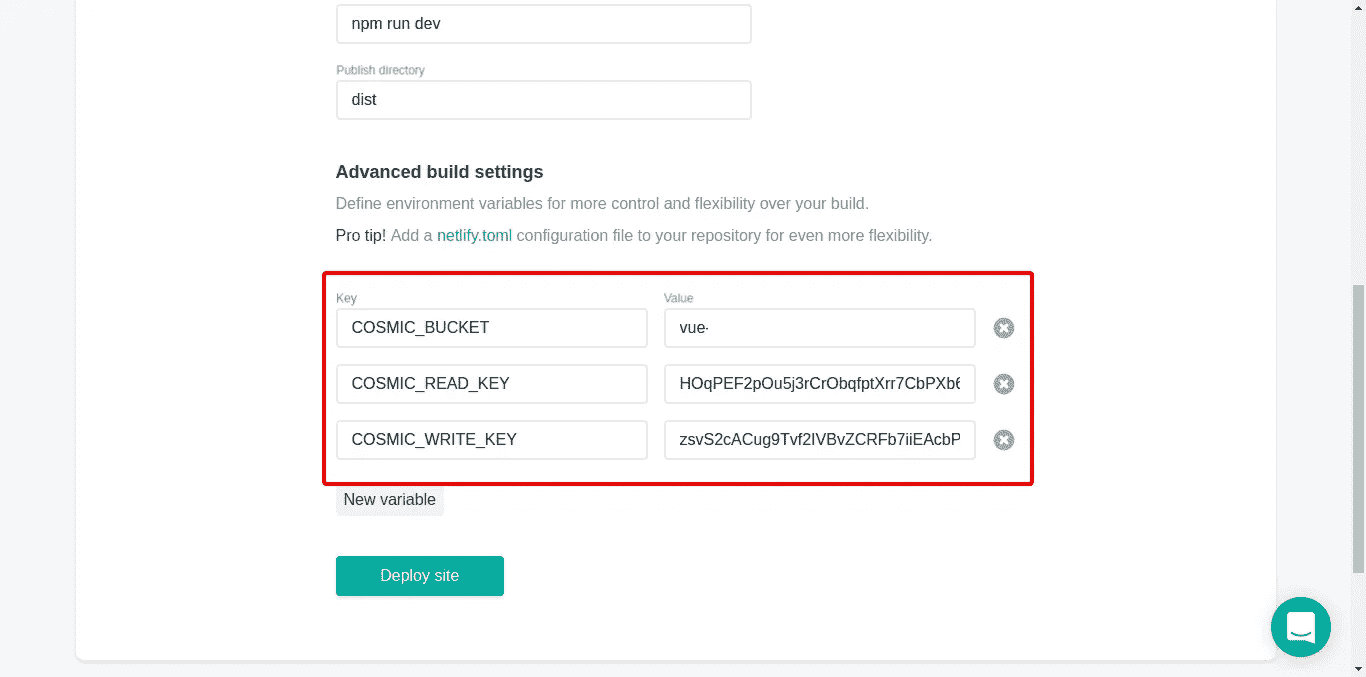 npm run dev
Publish directory
dist
Advanced build settings
Define environment variables for more control and flexibility over your build.
Pro tip! Add a netlify.toml configuration file to your repository for even more flexibility.
Key Value
COSMIC_BUCKET vue-
COSMIC_READ_KEY HOqPEF2pOu5j3rCrObqfptXrr7CbPXb6
COSMIC_WRITE_KEY zsvS2cACug9Tvf2IVBvZCRFb7iiEAcbP
New variable
Deploy site